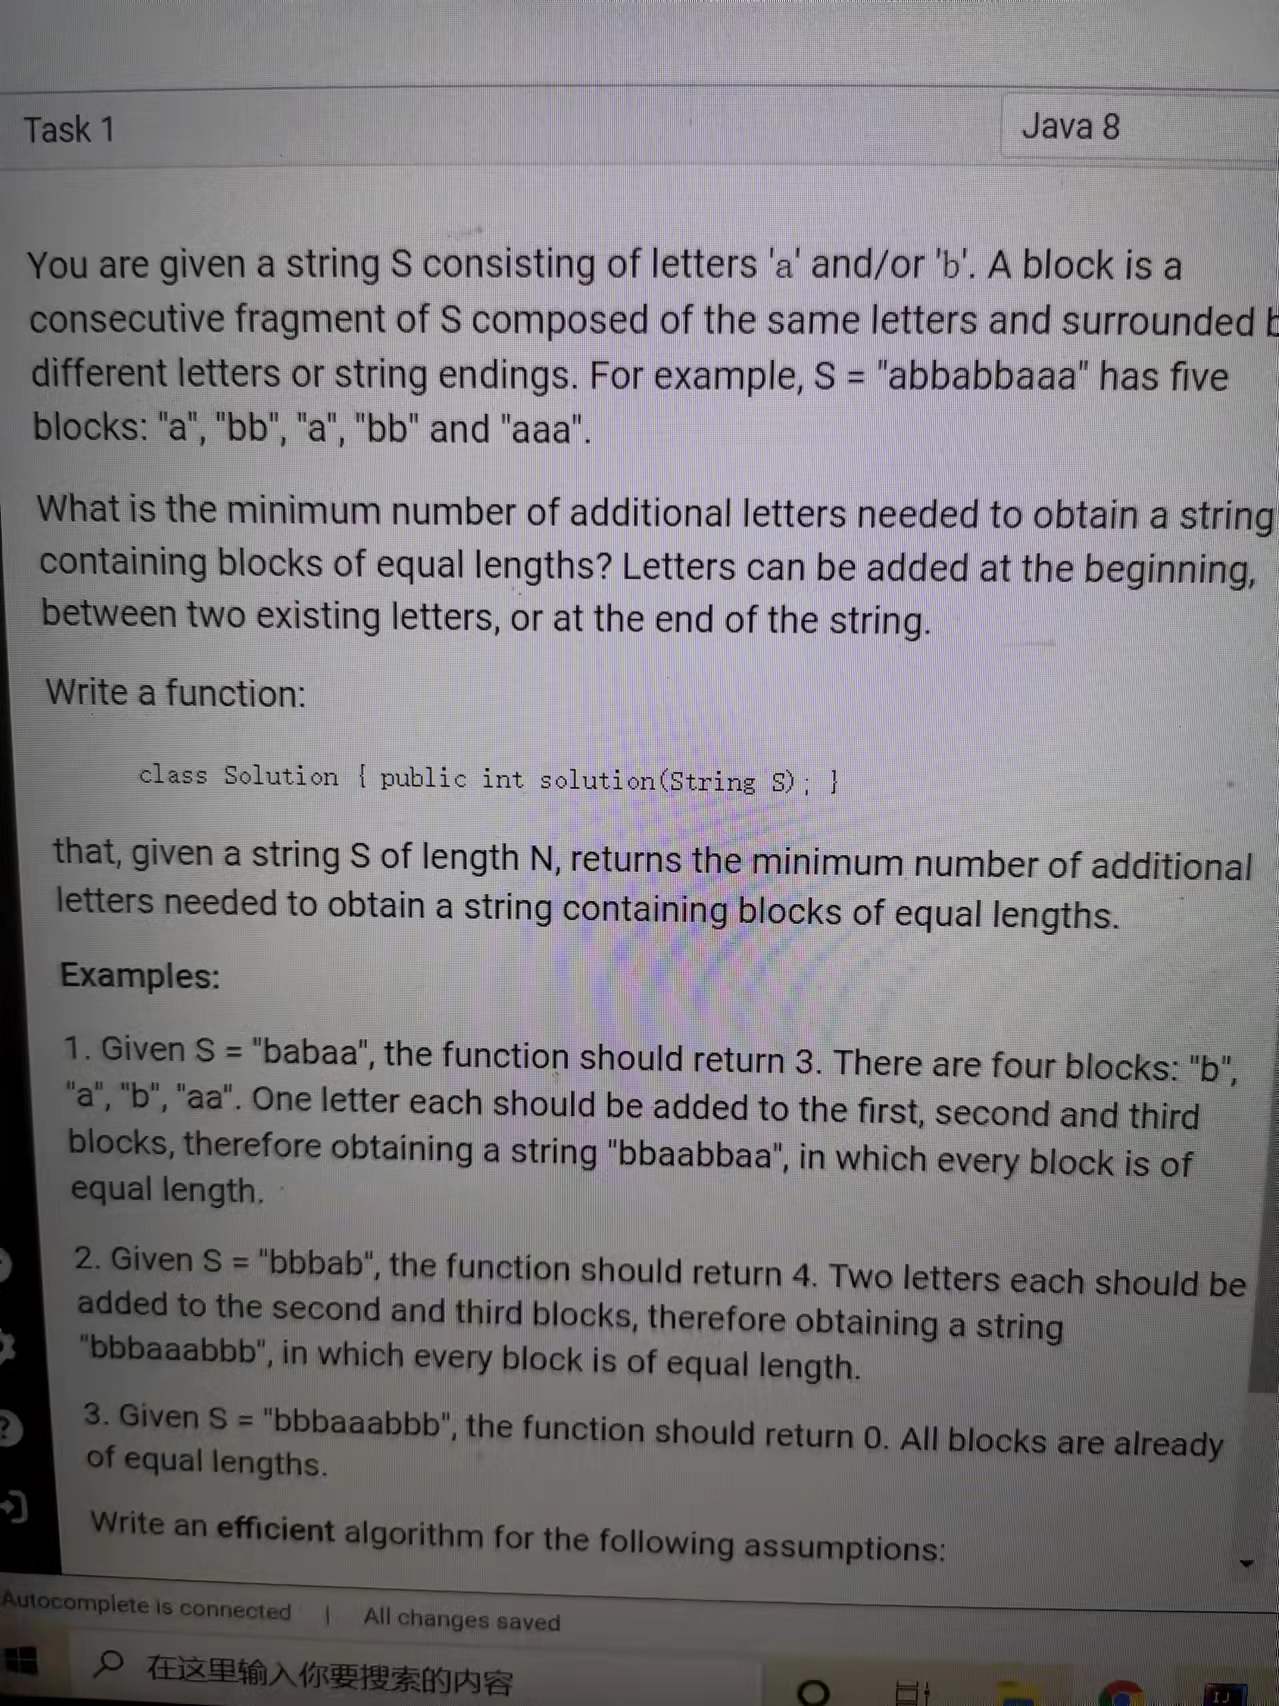 Task 1
Java 8
You are given a string S consisting of letters 'a' and/or 'b'. A block is a
consecutive fragment of S composed of the same letters and surrounded
different letters or string endings. For example, S = "abbabbaaa" has five
blocks: "a", "bb", "a", "bb" and "aaa".
What is the minimum number of additional letters needed to obtain a string
containing blocks of equal lengths? Letters can be added at the beginning,
between two existing letters, or at the end of the string.
Write a function:
class Solution { public int solution(String S); }
that, given a string S of length N, returns the minimum number of additional
letters needed to obtain a string containing blocks of equal lengths.
Examples:
1. Given S = "babaa", the function should return 3. There are four blocks: "b",
"a", "b", "aa". One letter each should be added to the first, second and third
blocks, therefore obtaining a string "bbaabbaa", in which every block is of
equal length.
2. Given S = "bbbab", the function should return 4. Two letters each should be
added to the second and third blocks, therefore obtaining a string
"bbbaaabbb", in which every block is of equal length.
3. Given S = "bbbaaabbb", the function should return 0. All blocks are already
of equal lengths.
Write an efficient algorithm for the following assumptions:
Autocomplete is connected | All changes saved
在这里输入你要搜索的内容